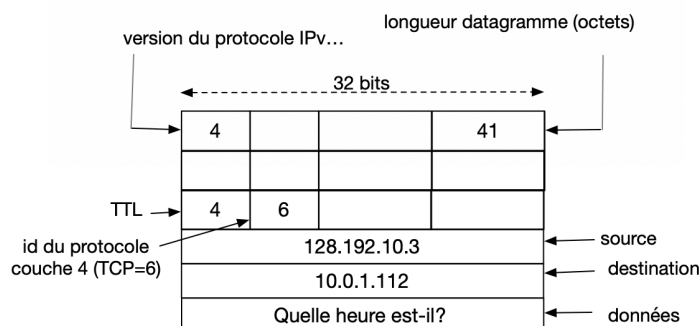 longueur datagramme (octets)
version du protocole IPv…
32 bits
4 41
TTL 4 6
id du protocole
couche 4 (TCP=6)
128.192.10.3 source
10.0.1.112 destination
Quelle heure est-il? données